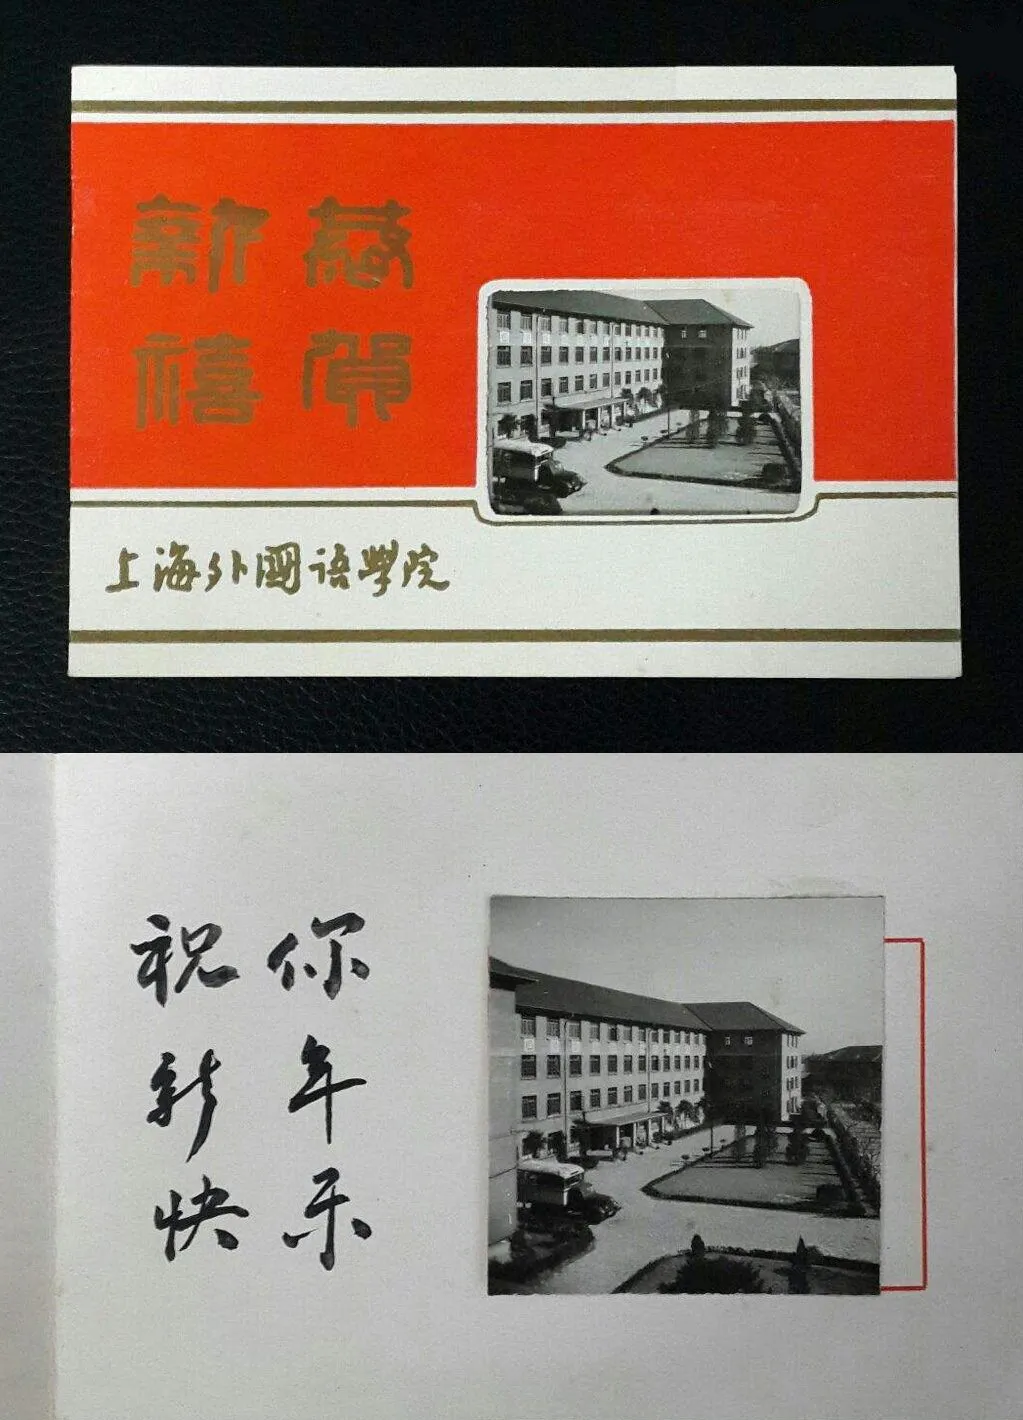 恭賀
新禧
上海外國語學院
祝你
新年
快乐